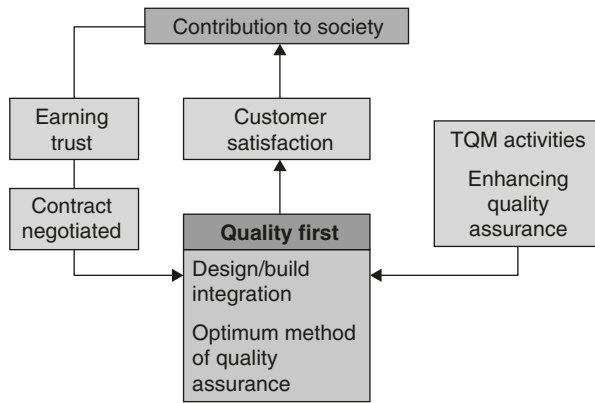 Contribution to society
Earning
trust
Customer
satisfaction
TQM activities
Enhancing
quality
assurance
Contract
negotiated
Quality first
Design/build
integration
Optimum method
of quality
assurance